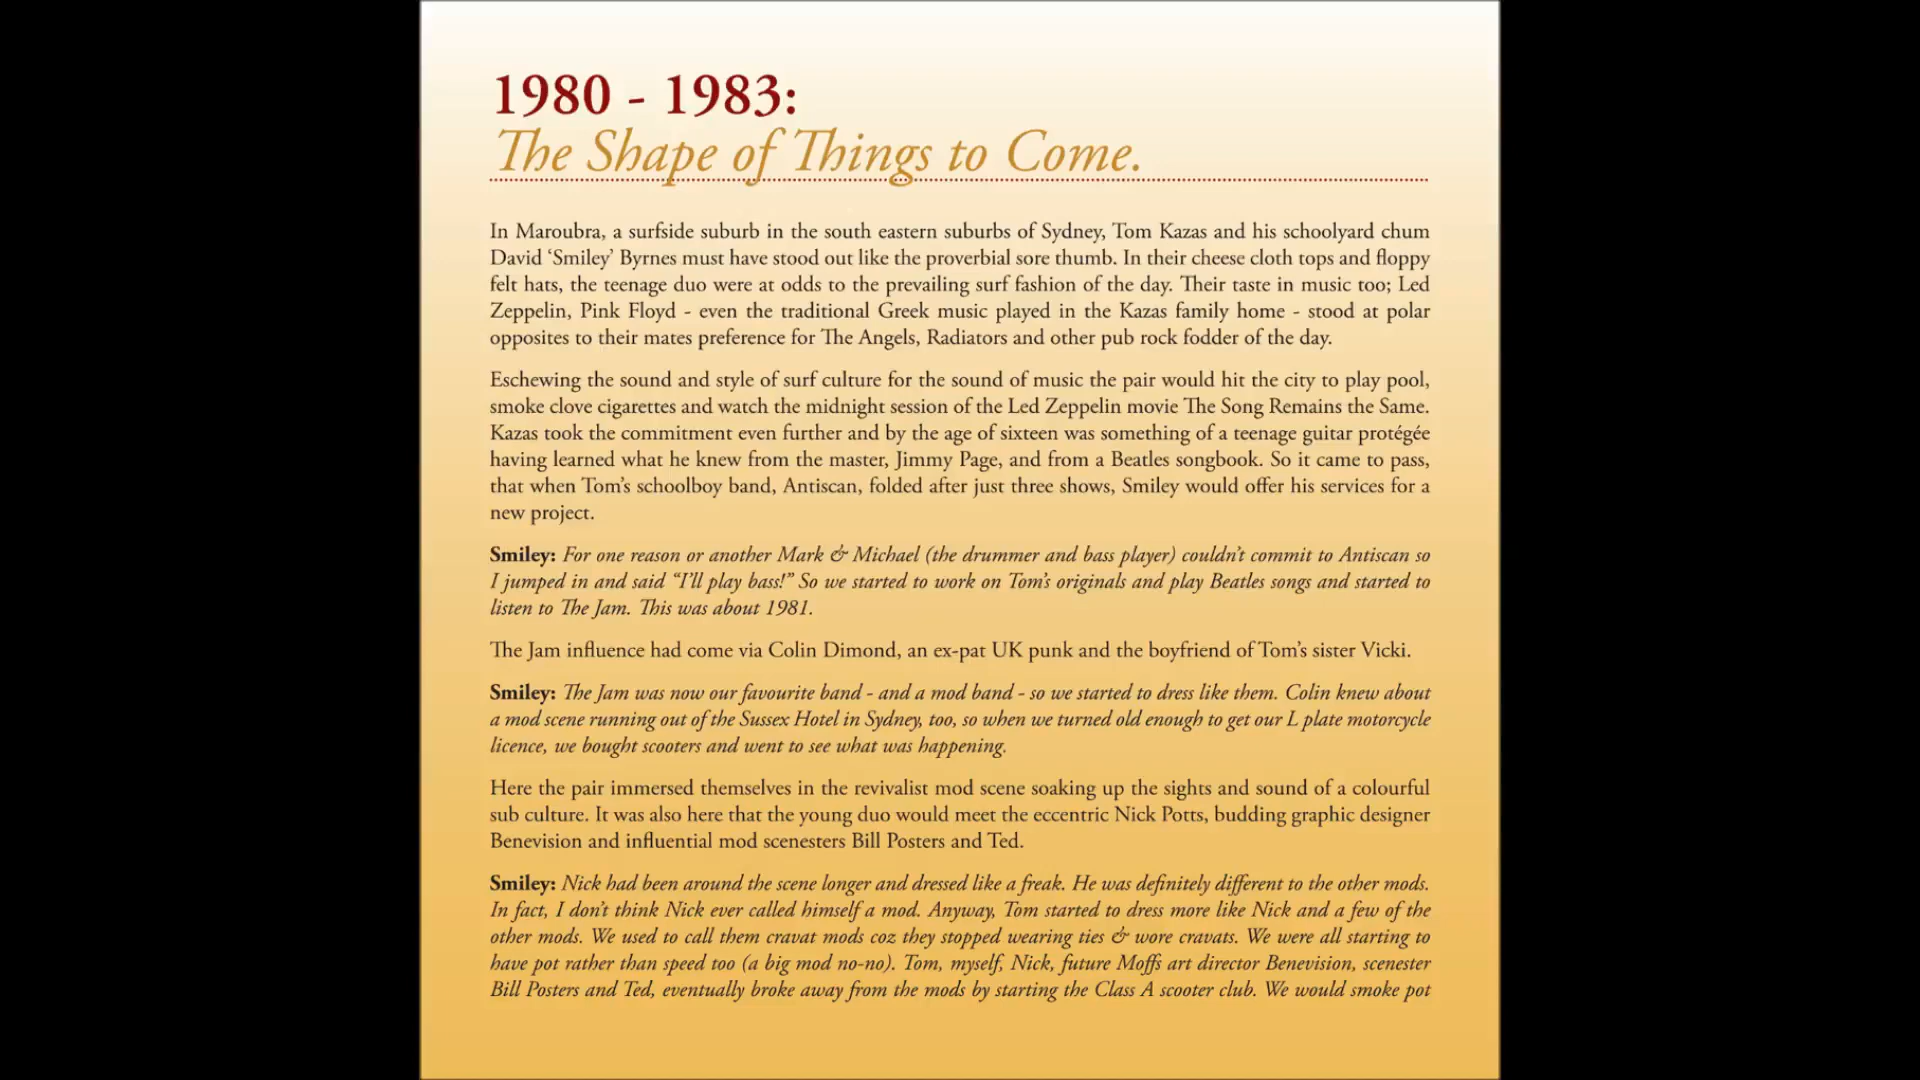 1980 - 1983:
The Shape of Things to Come.
In Maroubra, a surfside suburb in the south eastern suburbs of Sydney, Tom Kazas and his schoolyard chum
David ‘Smiley’ Byrnes must have stood out like the proverbial sore thumb. In their cheese cloth tops and floppy
felt hats, the teenage duo were at odds to the prevailing surf fashion of the day. Their taste in music too; Led
Zeppelin, Pink Floyd - even the traditional Greek music played in the Kazas family home - stood at polar
opposites to their mates preference for The Angels, Radiators and other pub rock fodder of the day.
Eschewing the sound and style of surf culture for the sound of music the pair would hit the city to play pool,
smoke clove cigarettes and watch the midnight session of the Led Zeppelin movie The Song Remains the Same.
Kazas took the commitment even further and by the age of sixteen was something of a teenage guitar protégée
having learned what he knew from the master, Jimmy Page, and from a Beatles songbook. So it came to pass,
that when Tom’s schoolboy band, Antiscan, folded after just three shows, Smiley would offer his services for a
new project.
Smiley: For one reason or another Mark & Michael (the drummer and bass player) couldn’t commit to Antiscan so
I jumped in and said “I’ll play bass!” So we started to work on Tom’s originals and play Beatles songs and started to
listen to The Jam. This was about 1981.
The Jam influence had come via Colin Dimond, an ex-pat UK punk and the boyfriend of Tom’s sister Vicki.
Smiley: The Jam was now our favourite band - and a mod band - so we started to dress like them. Colin knew about
a mod scene running out of the Sussex Hotel in Sydney, too, so when we turned old enough to get our L plate motorcycle
licence, we bought scooters and went to see what was happening.
Here the pair immersed themselves in the revivalist mod scene soaking up the sights and sound of a colourful
sub culture. It was also here that the young duo would meet the eccentric Nick Potts, budding graphic designer
Benevision and influential mod scenesters Bill Posters and Ted.
Smiley: Nick had been around the scene longer and dressed like a freak. He was definitely different to the other mods.
In fact, I don’t think Nick ever called himself a mod. Anyway, Tom started to dress more like Nick and a few of the
other mods. We used to call them cravat mods coz they stopped wearing ties & wore cravats. We were all starting to
have pot rather than speed too (a big mod no-no). Tom, myself, Nick, future Moffs art director Benevision, scenester
Bill Posters and Ted, eventually broke away from the mods by starting the Class A scooter club. We would smoke pot